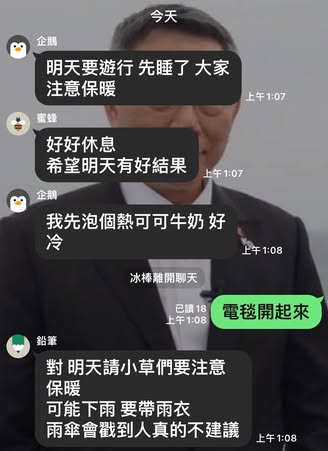 今天
企鵝
明天要遊行 先睡了 大家
注意保暖
上午1:07
蜜蜂
好好休息
希望明天有好結果
上午1:07
企鵝
我先泡個熱可可牛奶 好
冷
上午1:08
冰棒離開聊天
已讀 18
上午1:08
電毯開起來
鉛筆
對 明天請小草們要注意
保暖
可能下雨 要帶雨衣
雨傘會戳到人真的不建議
上午1:08